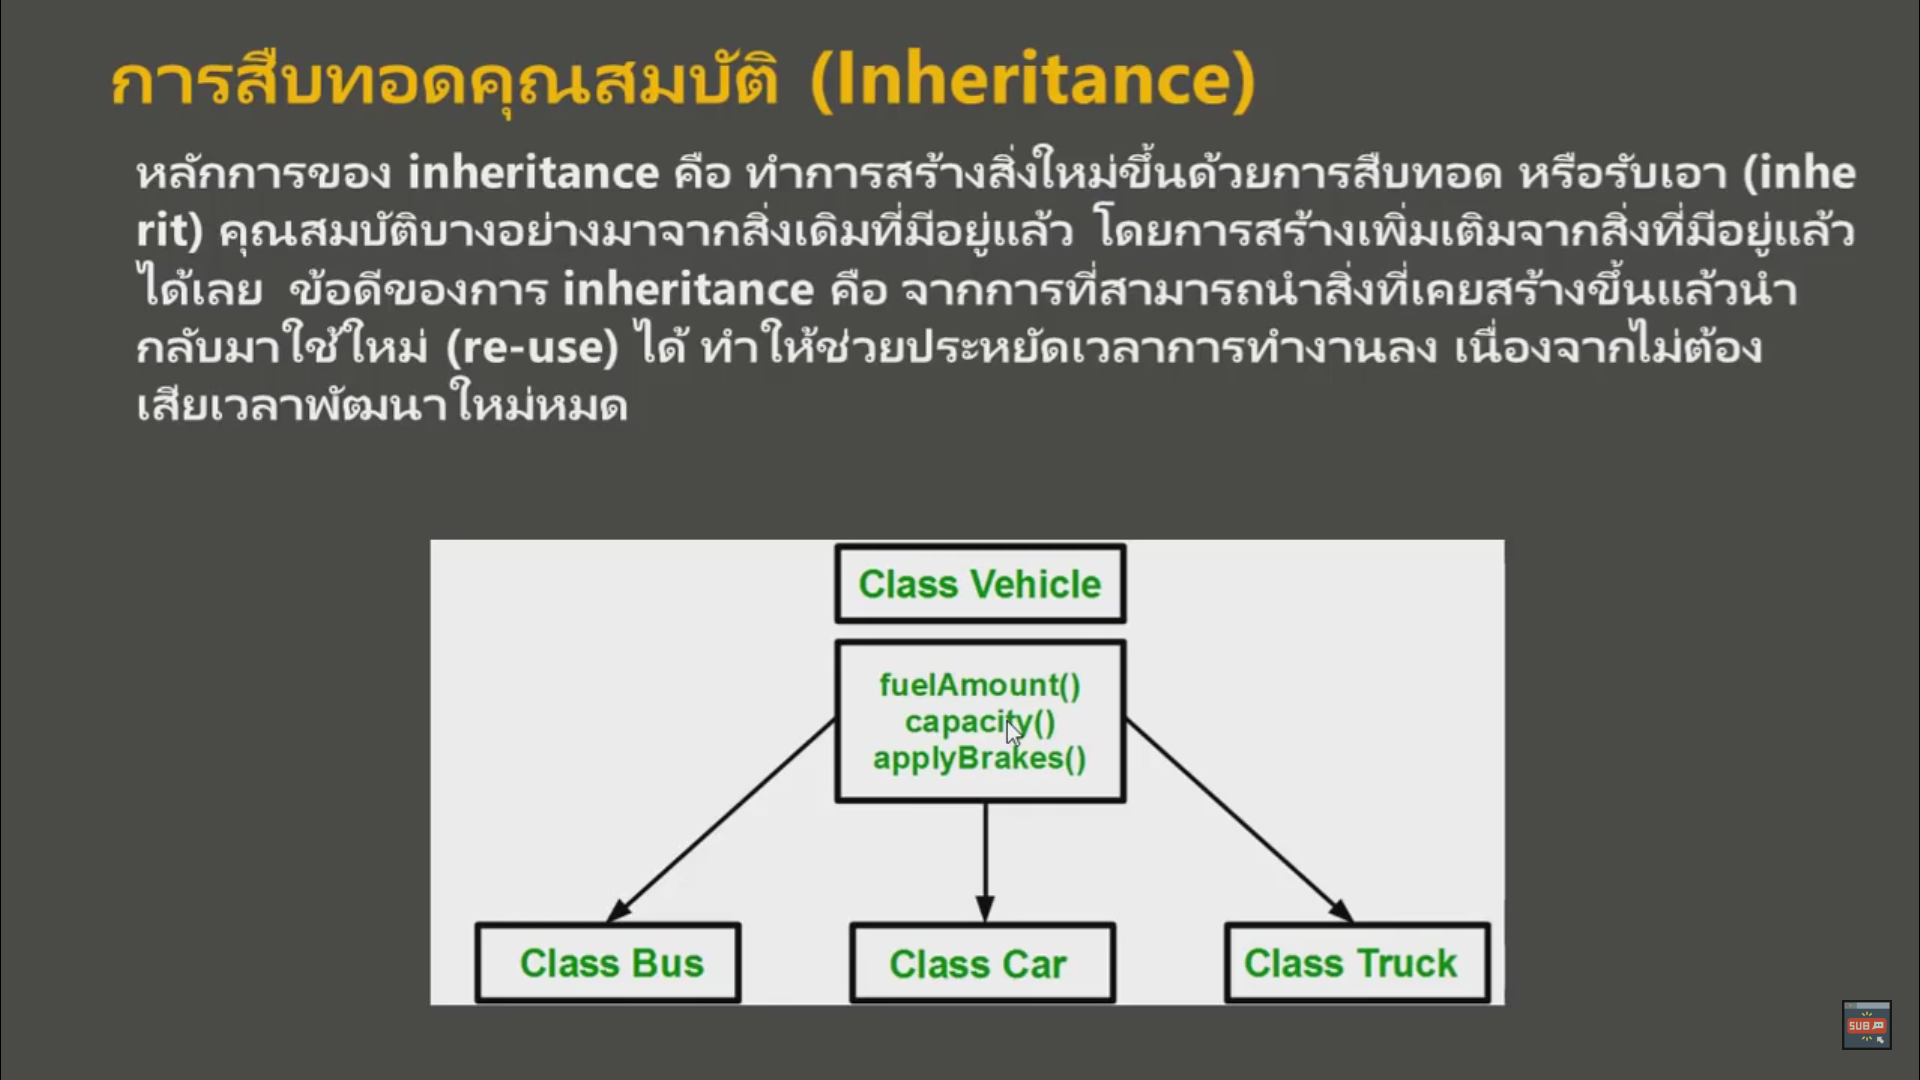 การสืบทอดคุณสมบัติ (Inheritance)
หลักการของ inheritance คือ ทำการสร้างสิ่งใหม่ขึ้นด้วยการสืบทอด หรือรับเอา (inhe
rit) คุณสมบัติบางอย่างมาจากสิ่งเดิมที่มีอยู่แล้ว โดยการสร้างเพิ่มเติมจากสิ่งที่มีอยู่แล้ว
ได้เลย ข้อดีของการ inheritance คือ จากการที่สามารถนำสิ่งที่เคยสร้างขึ้นแล้วนำ
กลับมาใช้ใหม่ (re-use) ได้ ทำให้ช่วยประหยัดเวลาการทำงานลง เนื่องจากไม่ต้อง
เสียเวลาพัฒนาใหม่หมด
Class Vehicle
fuelAmount()
capacity()
applyBrakes()
Class Bus
Class Car
Class Truck
SUB